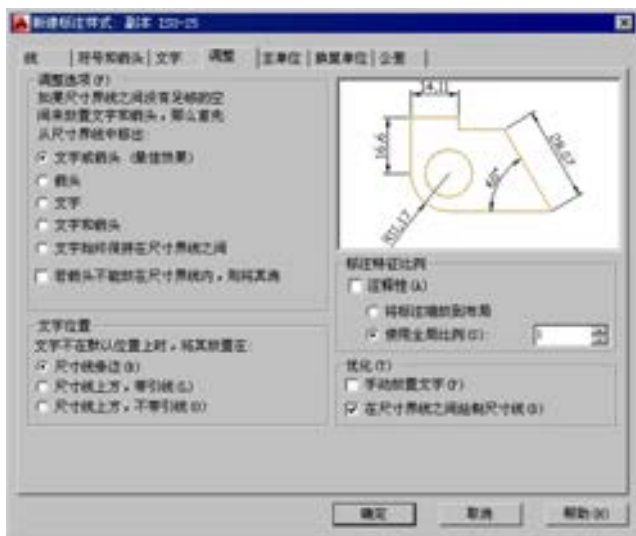 新建标注样式: 副本 ISO-25
线 符号和箭头 文字 调整 主单位 换算单位 公差
调整选项(F)
如果尺寸界线之间没有足够的空
间来放置文字和箭头，那么首先
从尺寸界线中移出:
文字或箭头 (最佳效果)
箭头
文字
文字和箭头
文字始终保持在尺寸界线之间
若箭头不能放在尺寸界线内，则将其消
文字位置
文字不在默认位置上时，将其放置在:
尺寸线旁边(B)
尺寸线上方，带引线(L)
尺寸线上方，不带引线(O)
14,11
16,6
R11,17
60°
标注特征比例
注释性(A)
将标注缩放到布局
使用全局比例(S): 1
优化(T)
手动放置文字(P)
在尺寸界线之间绘制尺寸线(D)
确定 取消 帮助(H)